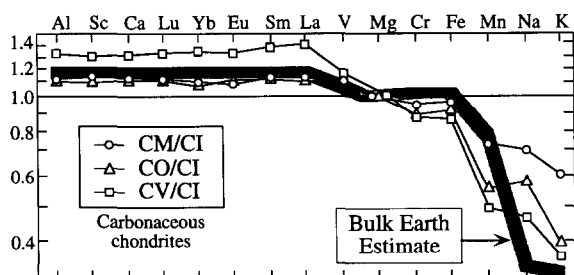 Al Sc Ca Lu Yb Eu Sm La V Mg Cr Fe Mn Na K
1.4
1.2
1.0
0.8
0.6
0.4
CM/CI
CO/CI
CV/CI
Carbonaceous
chondrites
Bulk Earth
Estimate